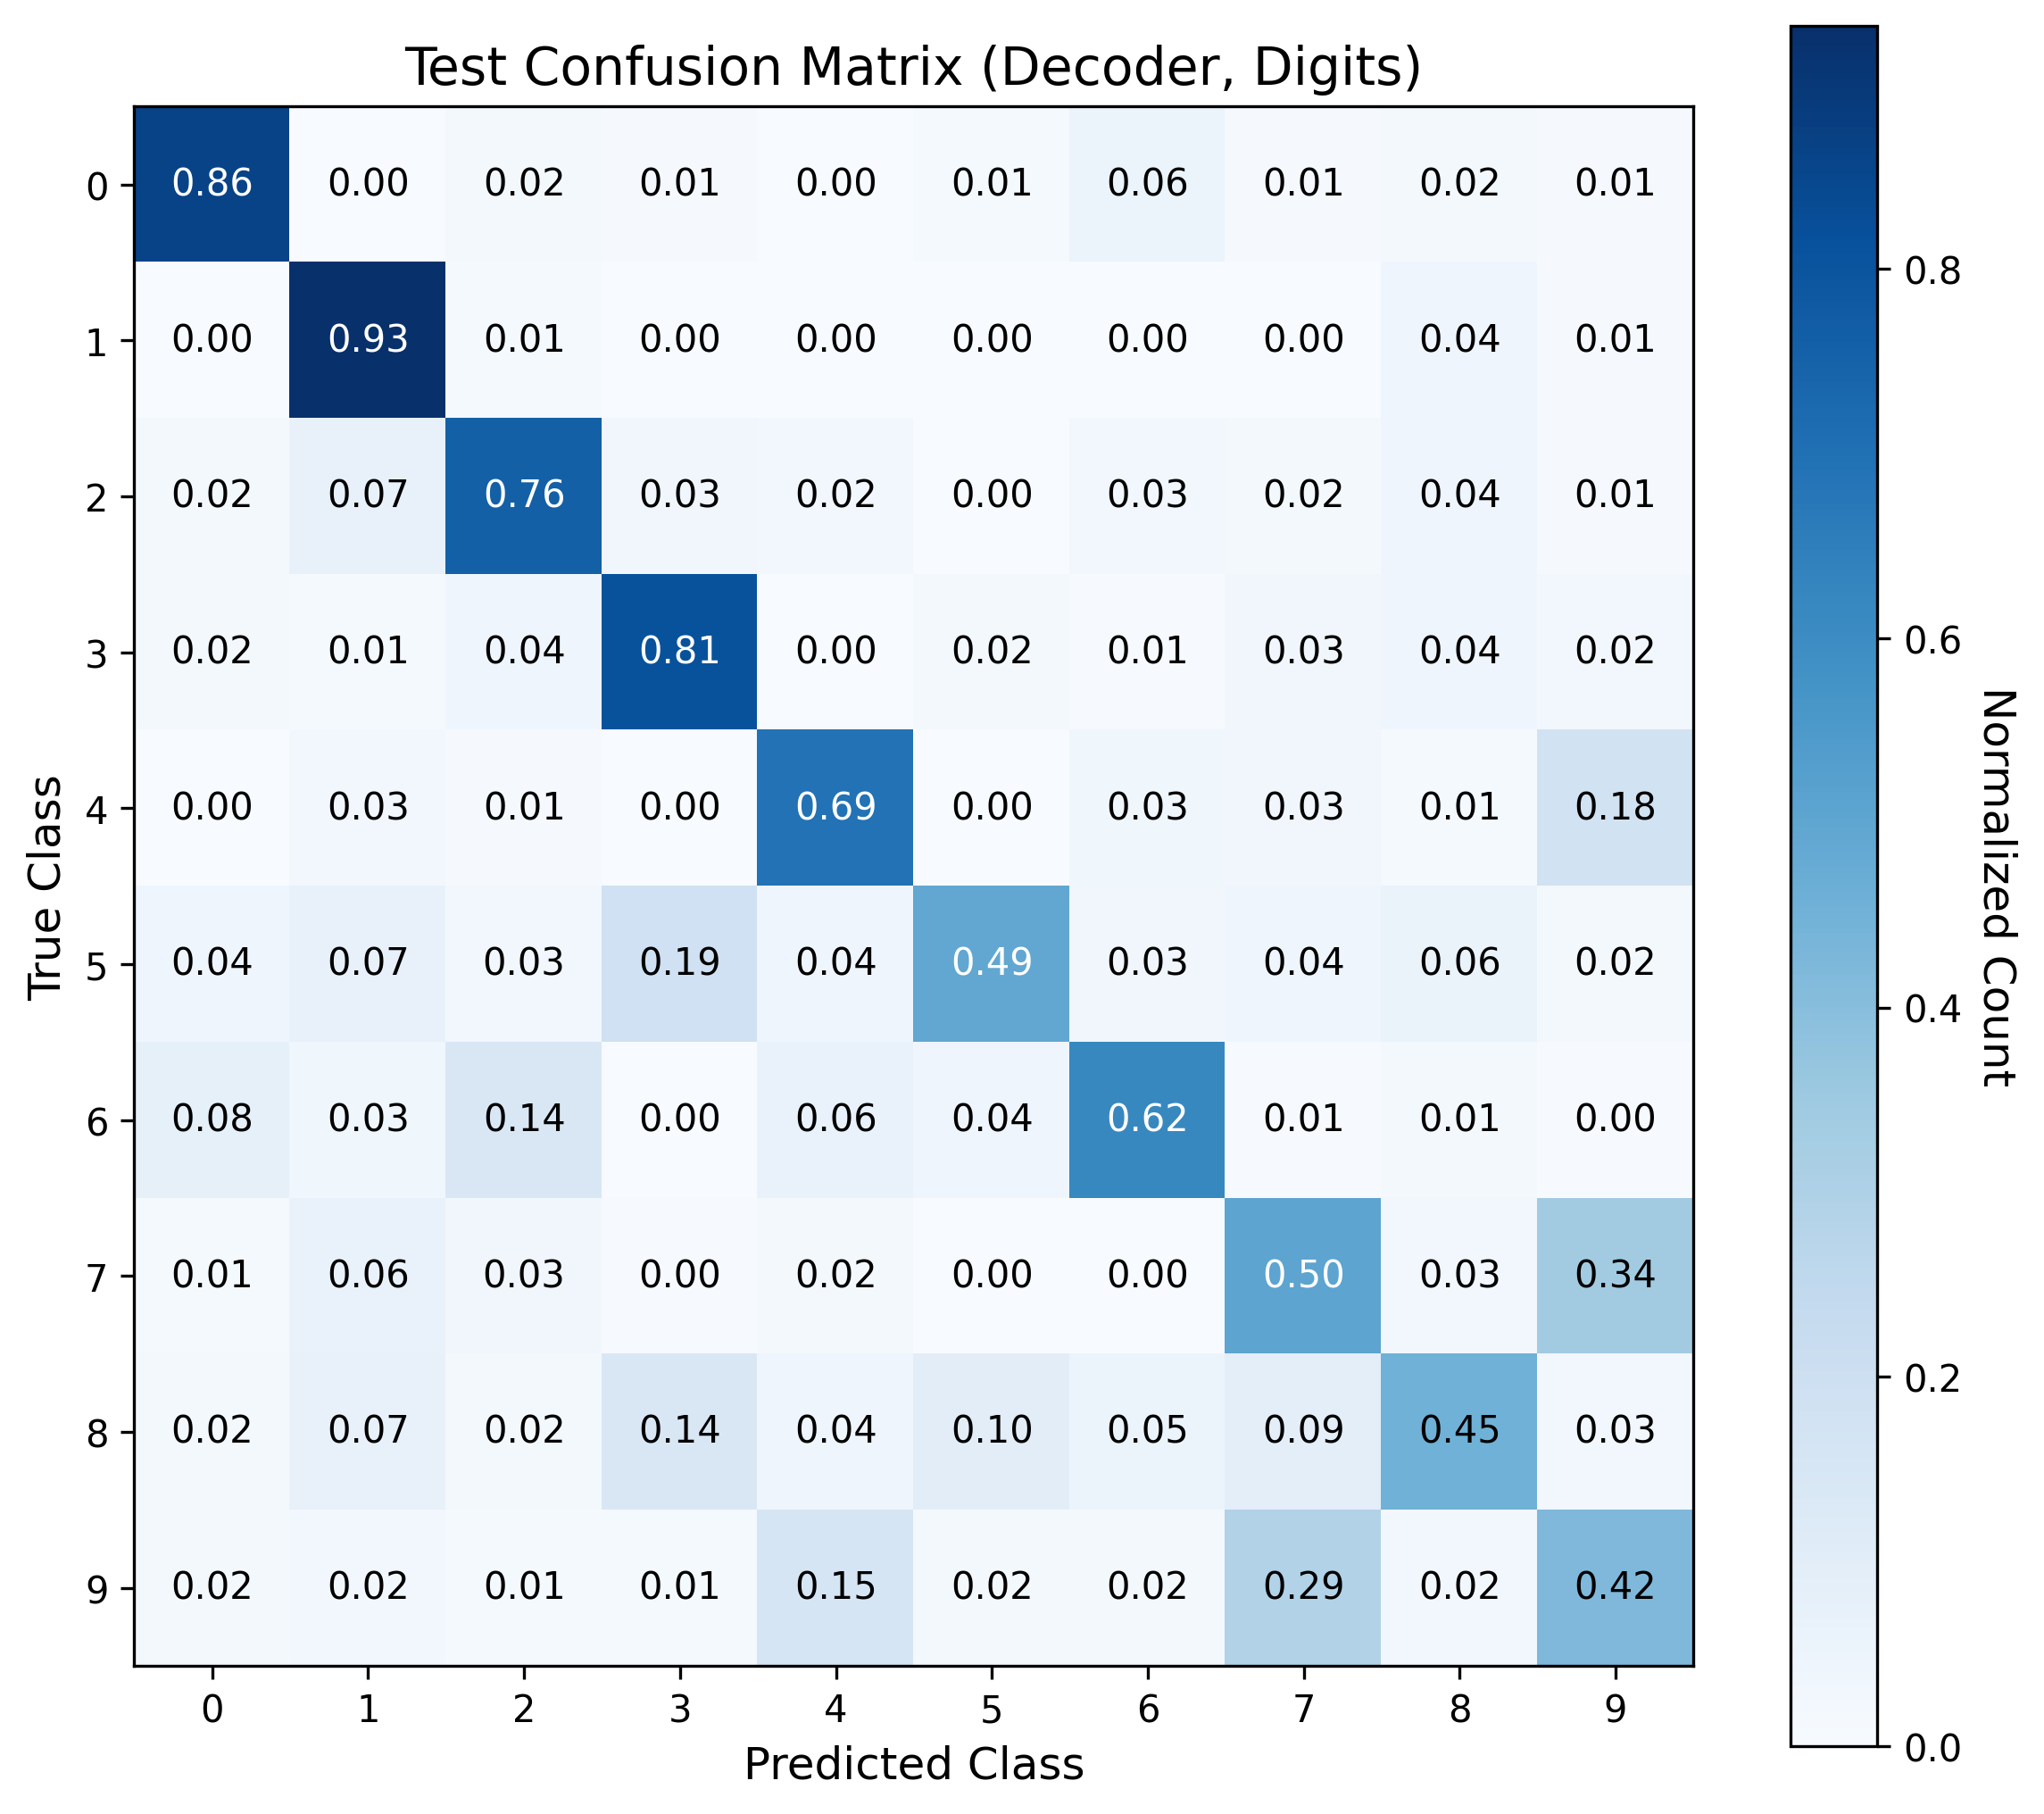 Test Confusion Matrix (Decoder, Digits)
0 0.86 0.00 0.02 0.01 0.00 0.01 0.06 0.01 0.02 0.01
1 0.00 0.93 0.01 0.00 0.00 0.00 0.00 0.00 0.04 0.01
2 0.02 0.07 0.76 0.03 0.02 0.00 0.03 0.02 0.04 0.01
3 0.02 0.01 0.04 0.81 0.00 0.02 0.01 0.03 0.04 0.02
4 0.00 0.03 0.01 0.00 0.69 0.00 0.03 0.03 0.01 0.18
5 0.04 0.07 0.03 0.19 0.04 0.49 0.03 0.04 0.06 0.02
6 0.08 0.03 0.14 0.00 0.06 0.04 0.62 0.01 0.01 0.00
7 0.01 0.06 0.03 0.00 0.02 0.00 0.00 0.50 0.03 0.34
8 0.02 0.07 0.02 0.14 0.04 0.10 0.05 0.09 0.45 0.03
9 0.02 0.02 0.01 0.01 0.15 0.02 0.02 0.29 0.02 0.42
0 1 2 3 4 5 6 7 8 9
Predicted Class
True Class
0.8
0.6
0.4
0.2
0.0
Normalized Count